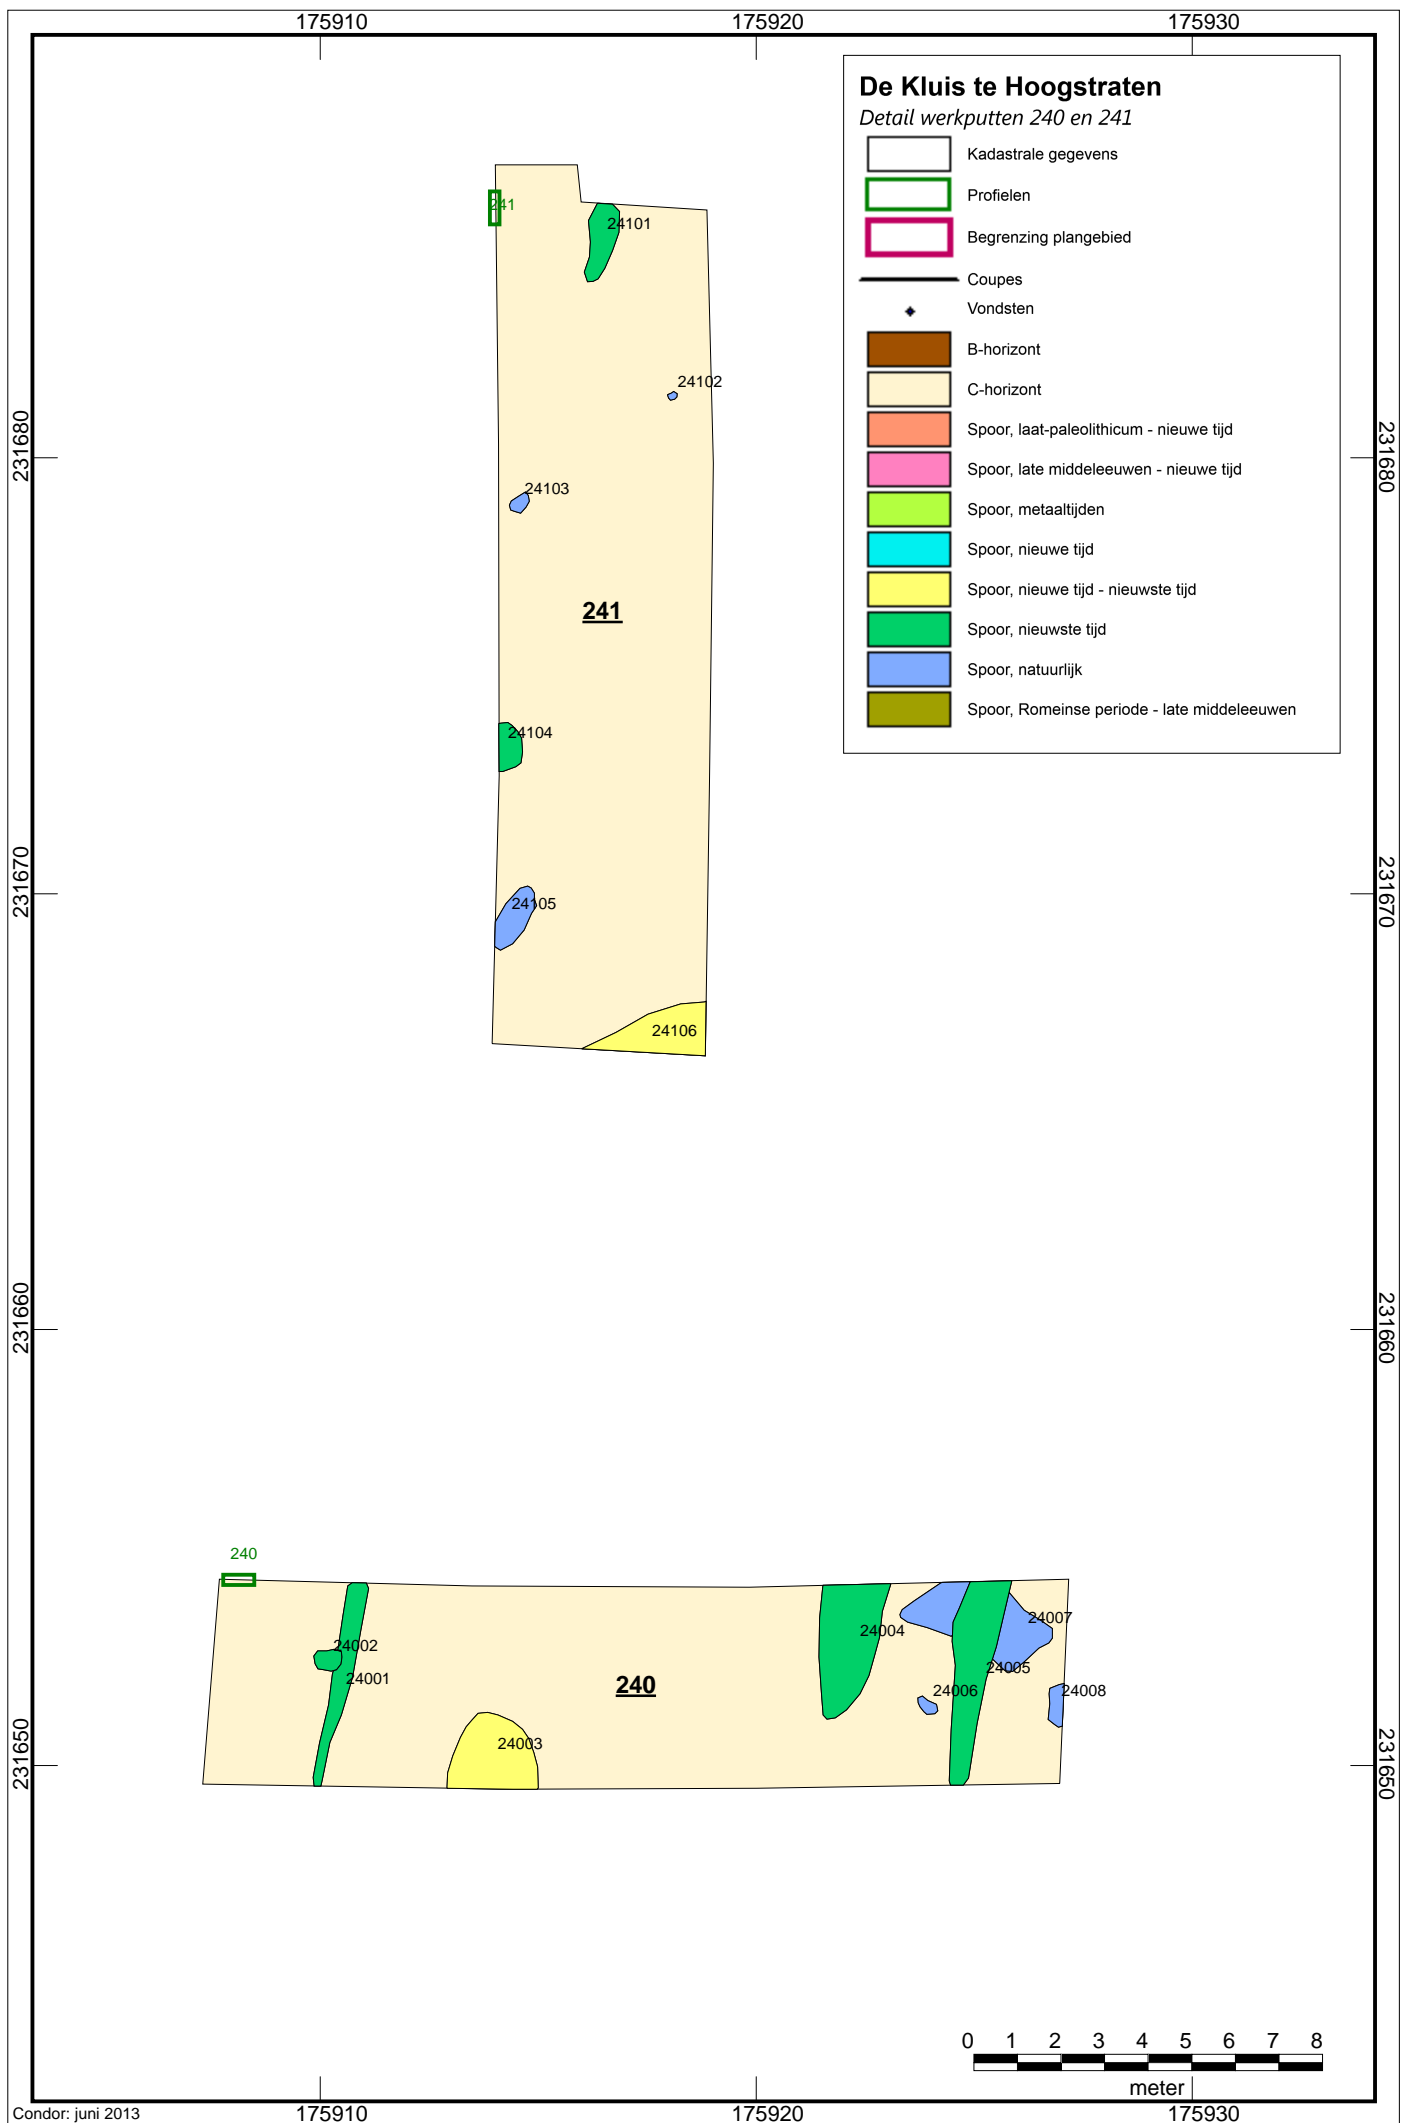 175910
175920
175930
De Kluis te Hoogstraten
Detail werkputten 240 en 241
Kadastrale gegevens
Profielen
Begrenzing plangebied
Coupes
Vondsten
B-horizont
C-horizont
Spoor, laat-paleolithicum - nieuwe tijd
Spoor, late middeleeuwen - nieuwe tijd
Spoor, metaaltijden
Spoor, nieuwe tijd
Spoor, nieuwe tijd - nieuwste tijd
Spoor, nieuwste tijd
Spoor, natuurlijk
Spoor, Romeinse periode - late middeleeuwen
241
24101
24102
231680
231680
24103
241
24104
231670
231670
24105
24106
231660
231660
240
24007
24004
24002
24005
24001
240
24006
24008
24003
231650
231650
0 1 2 3 4 5 6 7 8
meter
Condor: juni 2013
175910
175920
175930